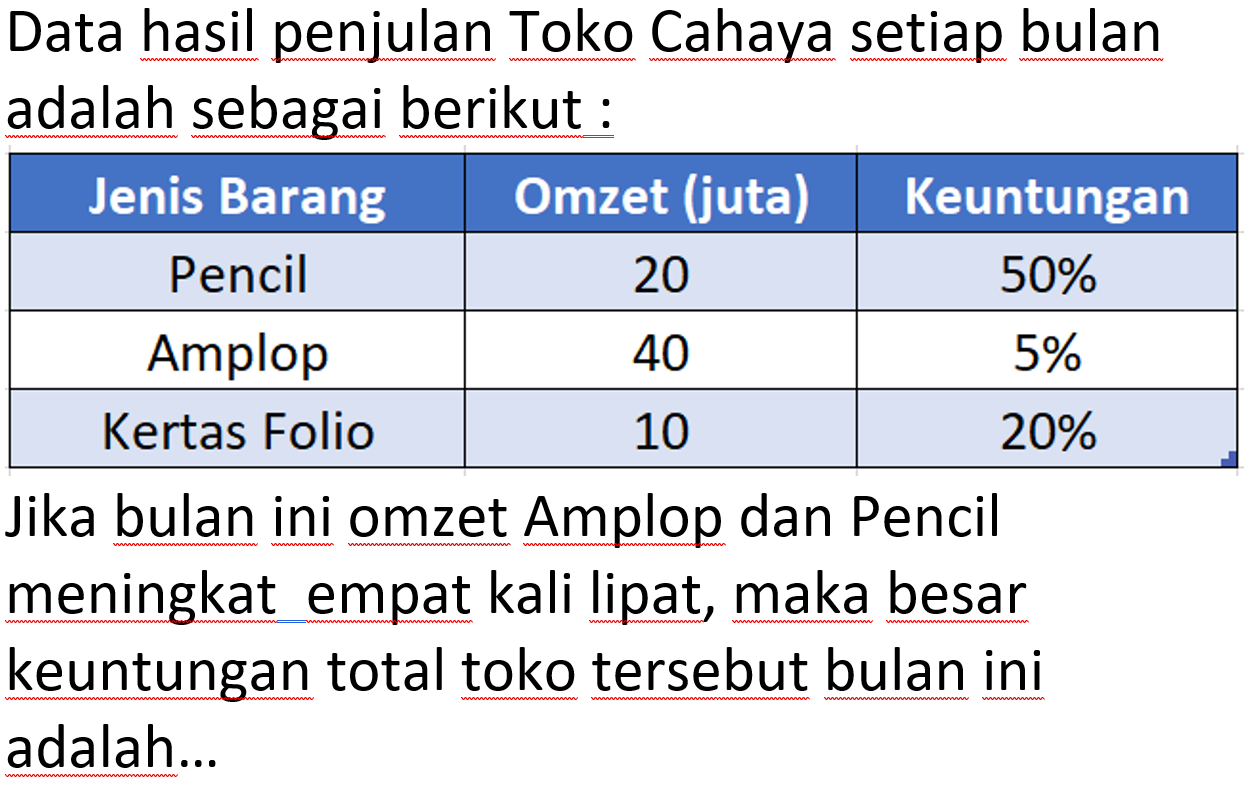 Data hasil penjulan Toko Cahaya setiap bulan
adalah sebagai berikut :
Jenis Barang Omzet (juta) Keuntungan
Pencil 20 50%
Amplop 40 5%
Kertas Folio 10 20%
Jika bulan ini omzet Amplop dan Pencil
meningkat  empat kali lipat, maka besar
keuntungan total toko tersebut bulan ini
adalah...